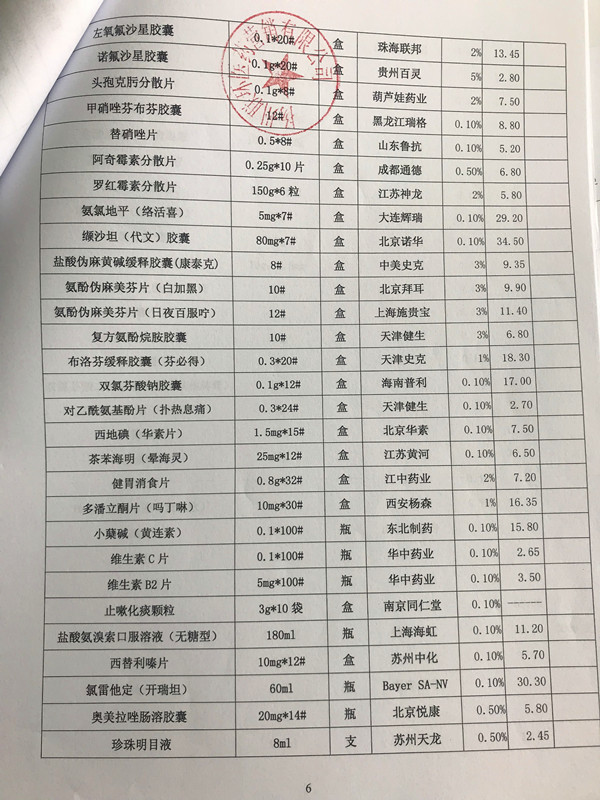 左氧氟沙星胶囊 0.1*20# 盒 珠海联邦 2% 13.45
诺氟沙星胶囊 0.1g*20# 盒 贵州百灵 5% 2.80
头孢克肟分散片 0.1g*8# 盒 葫芦娃药业 2% 7.50
甲硝唑芬布芬胶囊 12# 盒 黑龙江瑞格 0.10% 8.80
替硝唑片 0.5*8# 盒 山东鲁抗 0.10% 5.20
阿奇霉素分散片 0.25g*10片 盒 成都通德 0.50% 6.80
罗红霉素分散片 150g*6粒 盒 江苏神龙 2% 5.80
氨氯地平（络活喜） 5mg*7# 盒 大连辉瑞 0.10% 29.20
缬沙坦（代文）胶囊 80mg*7# 盒 北京诺华 0.10% 34.50
盐酸伪麻黄碱缓释胶囊(康泰克) 8# 盒 中美史克 3% 9.35
氨酚伪麻美芬片（白加黑） 10# 盒 北京拜耳 3% 9.90
氨酚伪麻美芬片（日夜百服咛） 12# 盒 上海施贵宝 3% 11.40
复方氨酚烷胺胶囊 10# 盒 天津健生 3% 6.80
布洛芬缓释胶囊（芬必得） 0.3*20# 盒 天津史克 1% 18.30
双氯芬酸钠胶囊 0.1g*12# 盒 海南普利 0.10% 17.00
对乙酰氨基酚片（扑热息痛） 0.3*24# 盒 天津健生 0.10% 2.70
西地碘（华素片） 1.5mg*15# 盒 北京华素 0.10% 7.50
茶苯海明（晕海灵） 25mg*12# 盒 江苏黄河 0.10% 6.50
健胃消食片 0.8g*32# 盒 江中药业 2% 7.20
多潘立酮片（吗丁啉） 10mg*30# 盒 西安杨森 1% 16.35
小蘖碱（黄连素） 0.1*100# 瓶 东北制药 0.10% 15.80
维生素C片 0.1*100# 瓶 华中药业 0.10% 2.65
维生素B2片 5mg*100# 瓶 华中药业 0.10% 3.50
止嗽化痰颗粒 3g*10袋 盒 南京同仁堂 0.10% ------
盐酸氨溴索口服溶液（无糖型） 180ml 瓶 上海海虹 0.10% 11.20
西替利嗪片 10mg*12# 盒 苏州中化 0.10% 5.70
氯雷他定（开瑞坦） 60ml 瓶 Bayer SA-NV 0.10% 30.30
奥美拉唑肠溶胶囊 20mg*14# 瓶 北京悦康 0.50% 5.80
珍珠明目液 8ml 支 苏州天龙 0.50% 2.45
6